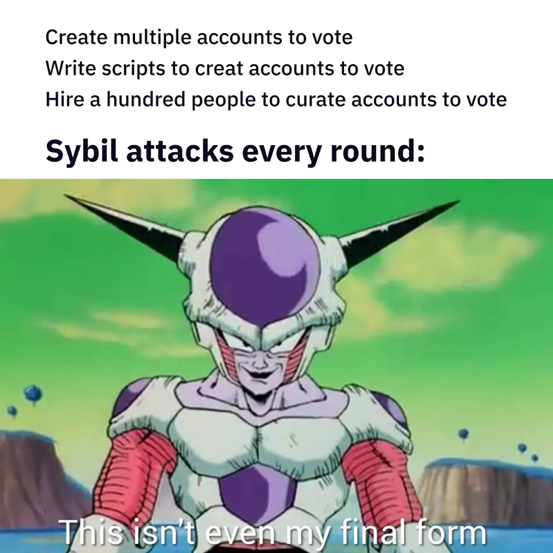 Create multiple accounts to vote
Write scripts to creat accounts to vote
Hire a hundred people to curate accounts to vote
Sybil attacks every round:
This isn't even my final form